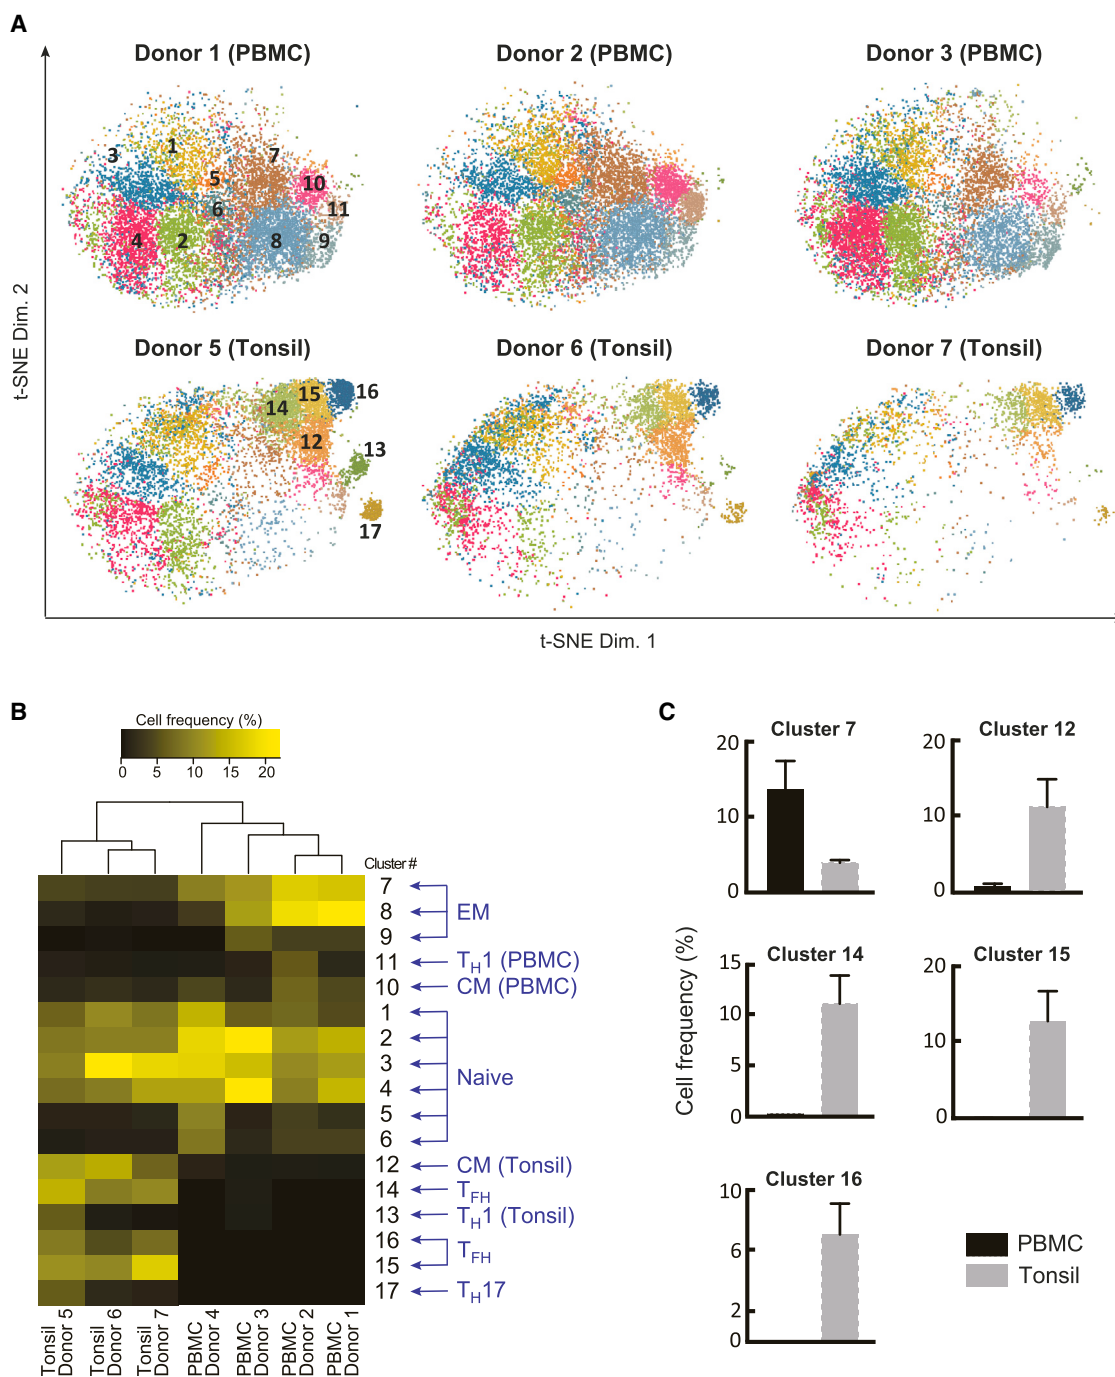 A
Donor 1 (PBMC)
Donor 2 (PBMC)
Donor 3 (PBMC)
1
3
7
5
10
6
11
4
2
8
9
t-SNE Dim. 2
Donor 5 (Tonsil)
Donor 6 (Tonsil)
Donor 7 (Tonsil)
15
16
14
12
13
17
t-SNE Dim. 1
B
Cell frequency (%)
0 5 10 15 20
Cluster #
7
8
9
11
10
1
2
3
4
5
6
12
14
13
16
15
17
EM
TH1 (PBMC)
CM (PBMC)
Naive
CM (Tonsil)
TFH
TH1 (Tonsil)
TFH
TH17
Tonsil Donor 5
Tonsil Donor 6
Tonsil Donor 7
PBMC Donor 4
PBMC Donor 3
PBMC Donor 2
PBMC Donor 1
C
Cell frequency (%)
Cluster 7
20
10
0
Cluster 12
20
10
0
Cluster 14
15
10
5
0
Cluster 15
20
10
0
Cluster 16
10
6
2
0
PBMC
Tonsil